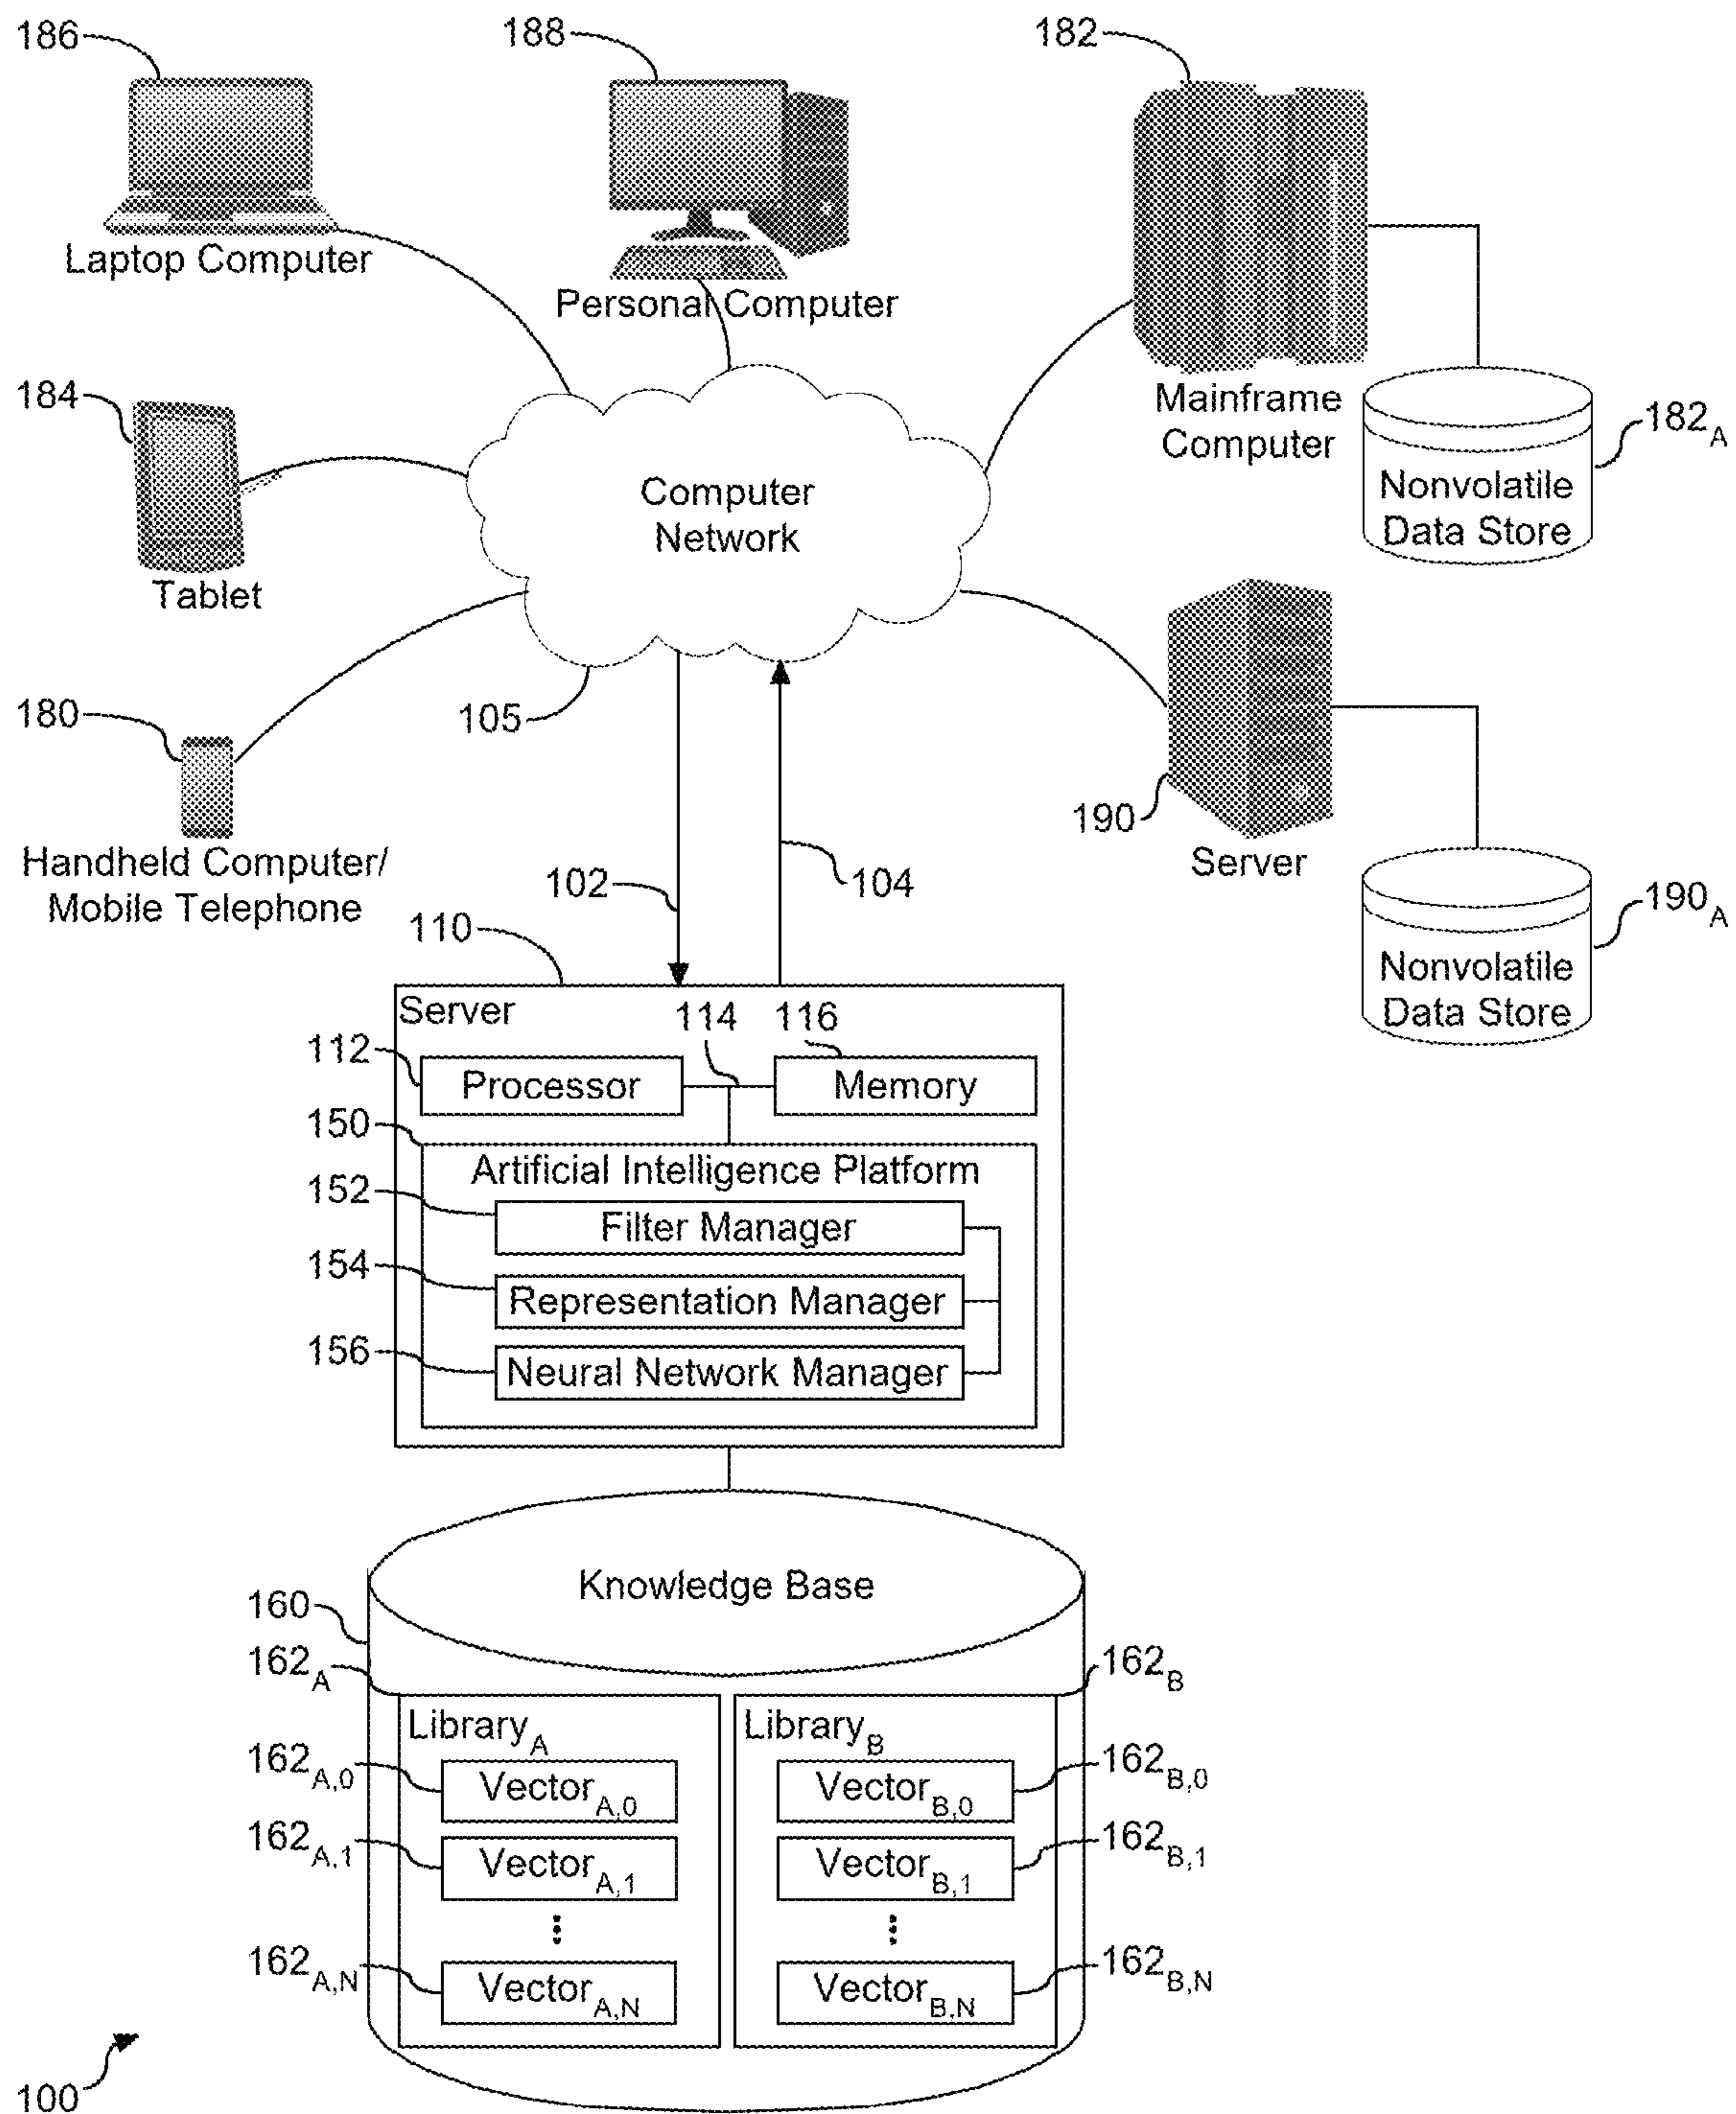 186
188
182
Laptop Computer
Personal Computer
Mainframe
Computer
184
182A
Computer
Network
Nonvolatile
Data Store
Tablet
180
105
190
Server
Handheld Computer/
Mobile Telephone
102
104
190A
110
Nonvolatile
Data Store
Server
114
116
112
Processor
Memory
150
Artificial Intelligence Platform
152
Filter Manager
154
Representation Manager
156
Neural Network Manager
Knowledge Base
160
162A
162B
LibraryA
LibraryB
162A,0
VectorA,0
VectorB,0
162B,0
162A,1
VectorA,1
VectorB,1
162B,1
⋮
⋮
162A,N
VectorA,N
VectorB,N
162B,N
100